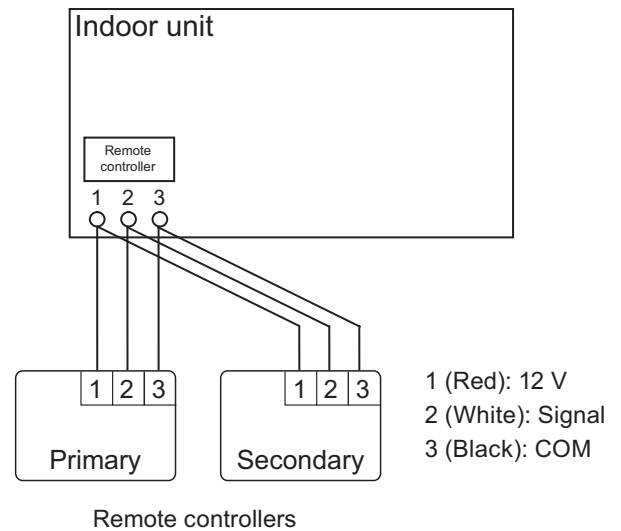 Indoor unit
Remote
controller
1 2 3
1 2 3
1 2 3
Primary
Secondary
1 (Red): 12 V
2 (White): Signal
3 (Black): COM
Remote controllers